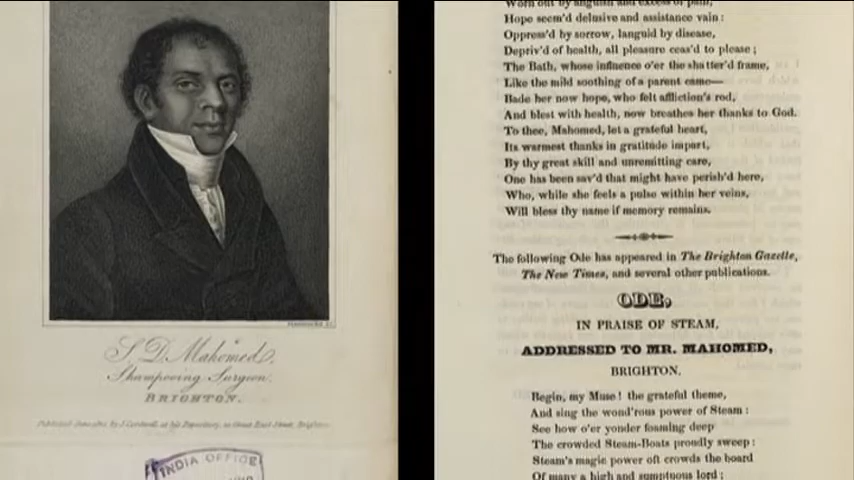 S. D. Mahomed,
Shampooing Surgeon,
BRIGHTON.
INDIA OFFICE
Worn out by anguish and excess of pain,
Hope seem'd delusive and assistance vain:
Oppress'd by sorrow, languid by disease,
Depriv'd of health, all pleasure ceas'd to please;
The Bath, whose influence o'er the shatter'd frame,
Like the mild soothing of a parent came—
Bade her now hope, who felt affliction's rod,
And blest with health, now breathes her thanks to God.
To thee, Mahomed, let a grateful heart,
Its warmest thanks in gratitude impart,
By thy great skill and unremitting care,
One has been sav'd that might have perish'd here,
Who, while she feels a pulse within her veins,
Will bless thy name if memory remains.
The following Ode has appeared in The Brighton Gazette,
The New Times, and several other publications.
ODE,
IN PRAISE OF STEAM,
ADDRESSED TO MR. MAHOMED,
BRIGHTON.
Begin, my Muse! the grateful theme,
And sing the wond'rous power of Steam:
See how o'er yonder foaming deep
The crowded Steam-Boats proudly sweep:
Steam's magic power oft crowds the board
Of many a high and sumptuous lord;